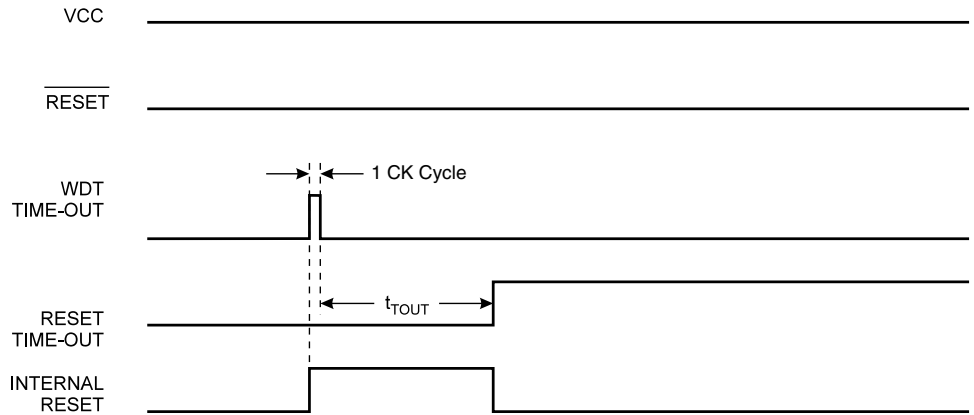 VCC
RESET
1 CK Cycle
WDT
TIME-OUT
tTOUT
RESET
TIME-OUT
INTERNAL
RESET